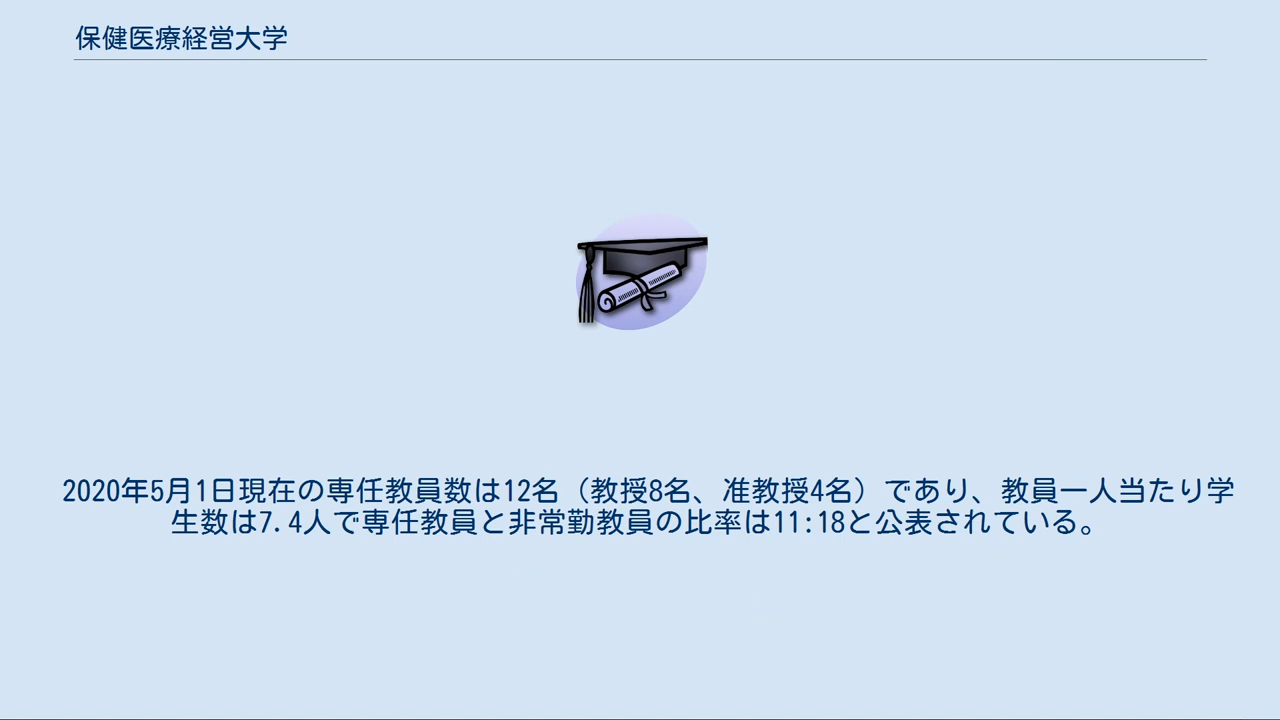 保健医療経営大学
2020年5月1日現在の専任教員数は12名（教授8名、准教授4名）であり、教員一人当たり学
生数は7.4人で専任教員と非常勤教員の比率は11:18と公表されている。